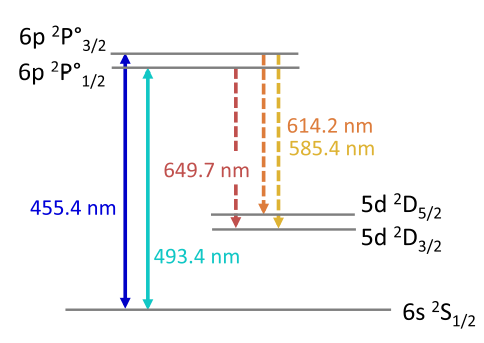 6p ²P°₃/₂
6p ²P°₁/₂
614.2 nm
585.4 nm
649.7 nm
455.4 nm
5d ²D₅/₂
5d ²D₃/₂
493.4 nm
6s ²S₁/₂